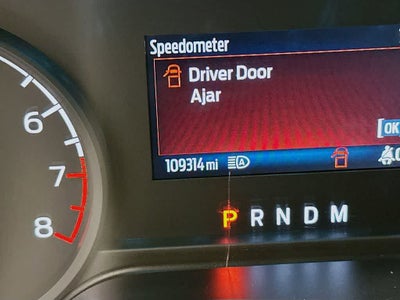 Speedometer
Driver Door
Ajar
[OK
109314 mi
6
7
8
P R N D M